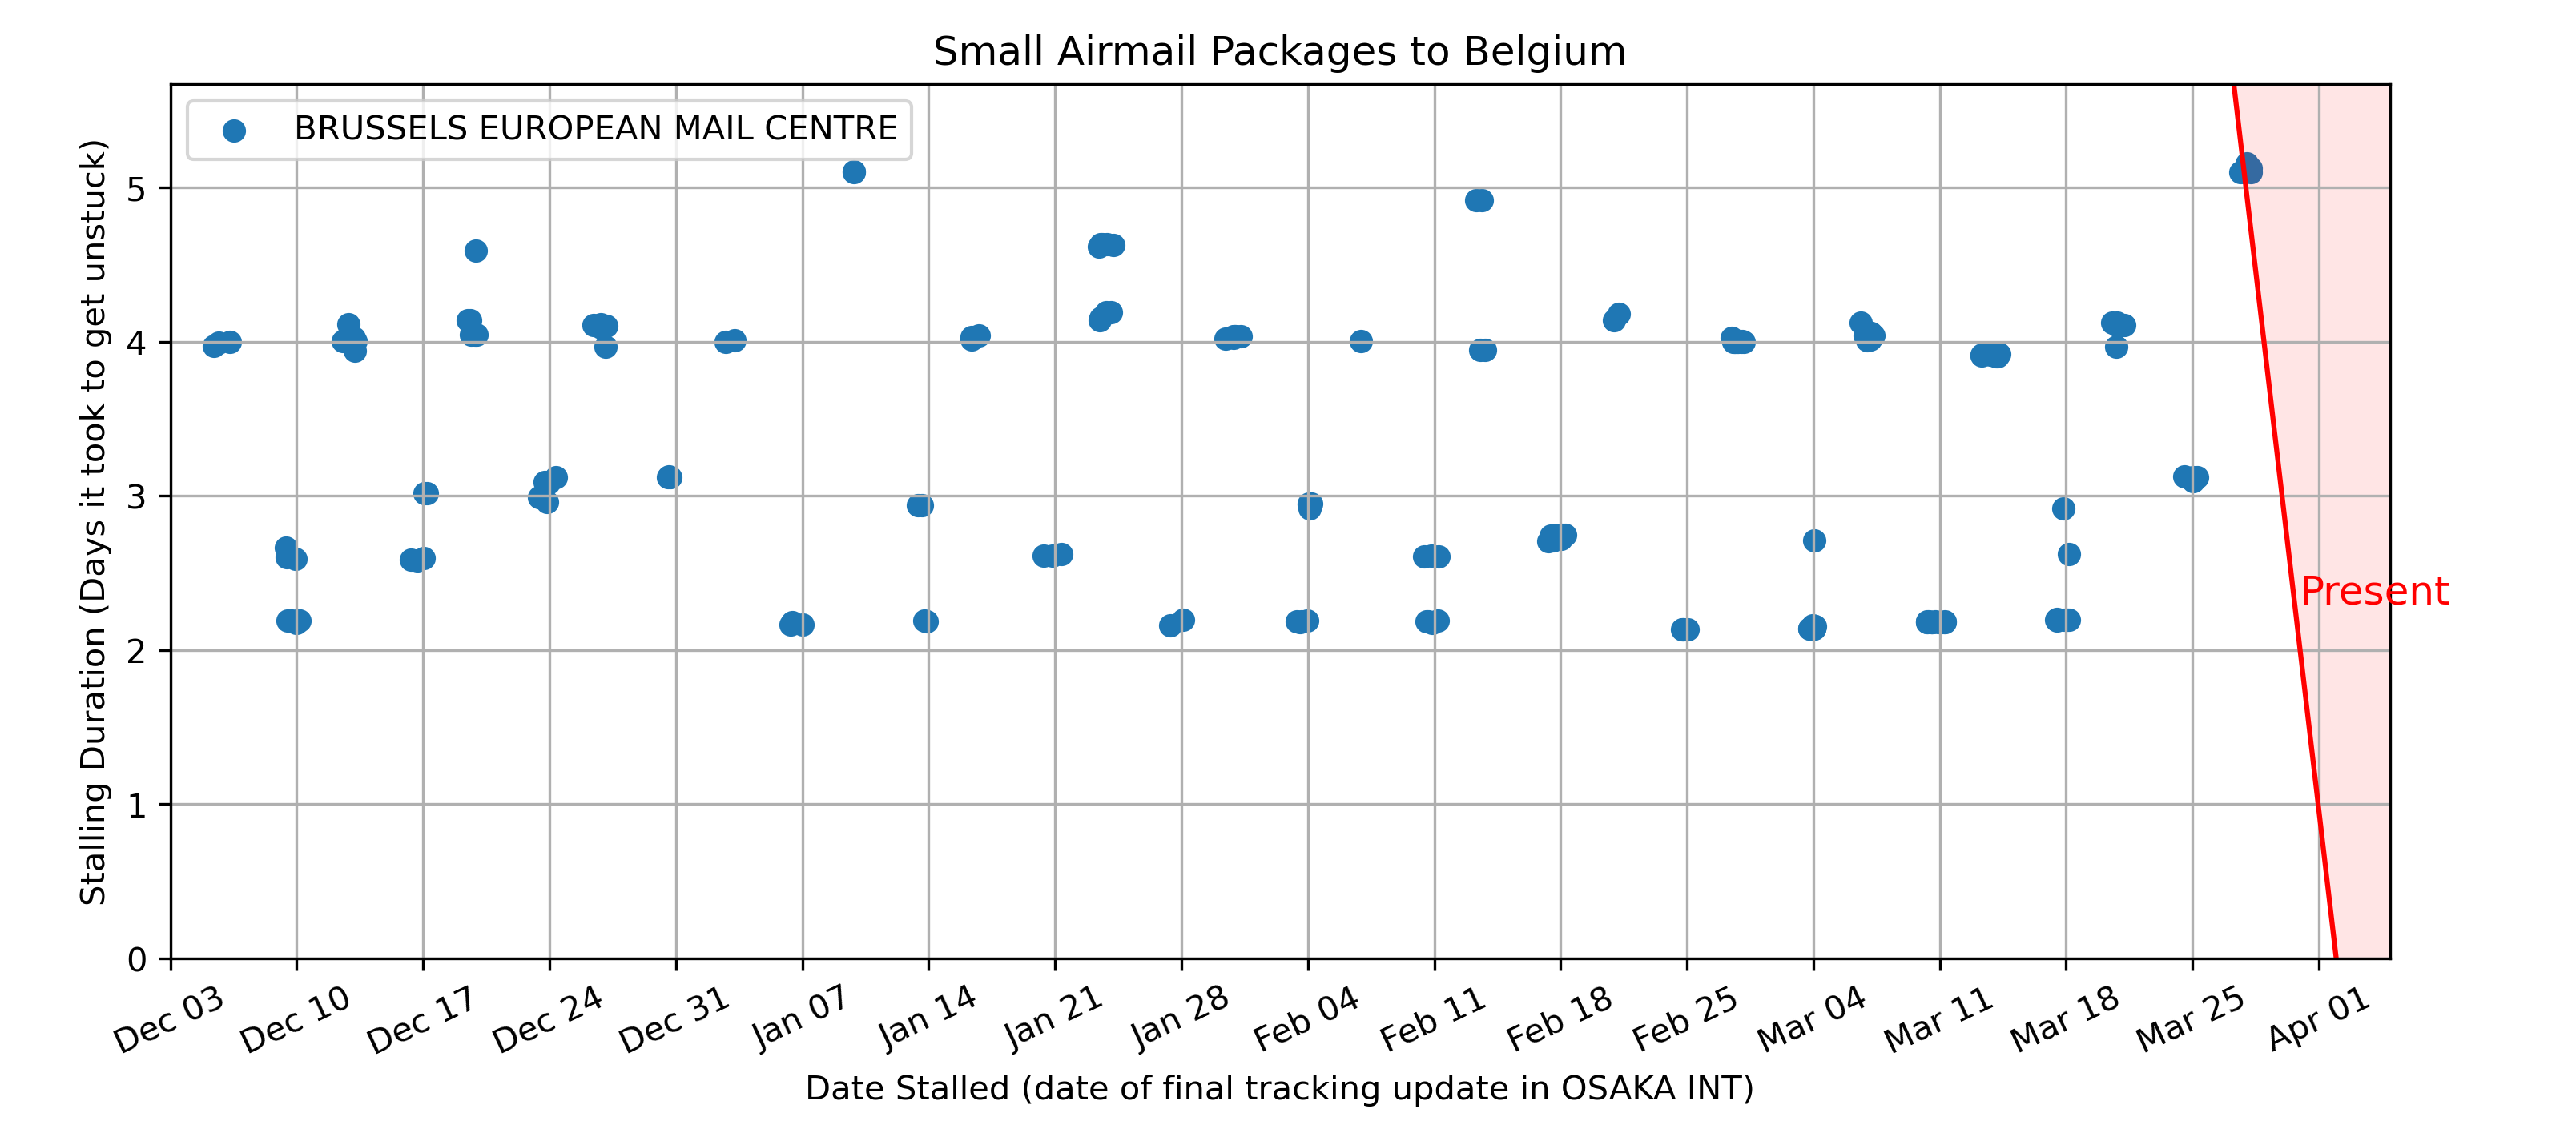 Small Airmail Packages to Belgium
BRUSSELS EUROPEAN MAIL CENTRE
Stalling Duration (Days it took to get unstuck)
5
4
3
2
1
0
Present
Dec 03
Dec 10
Dec 17
Dec 24
Dec 31
Jan 07
Jan 14
Jan 21
Jan 28
Feb 04
Feb 11
Feb 18
Feb 25
Mar 04
Mar 11
Mar 18
Mar 25
Apr 01
Date Stalled (date of final tracking update in OSAKA INT)